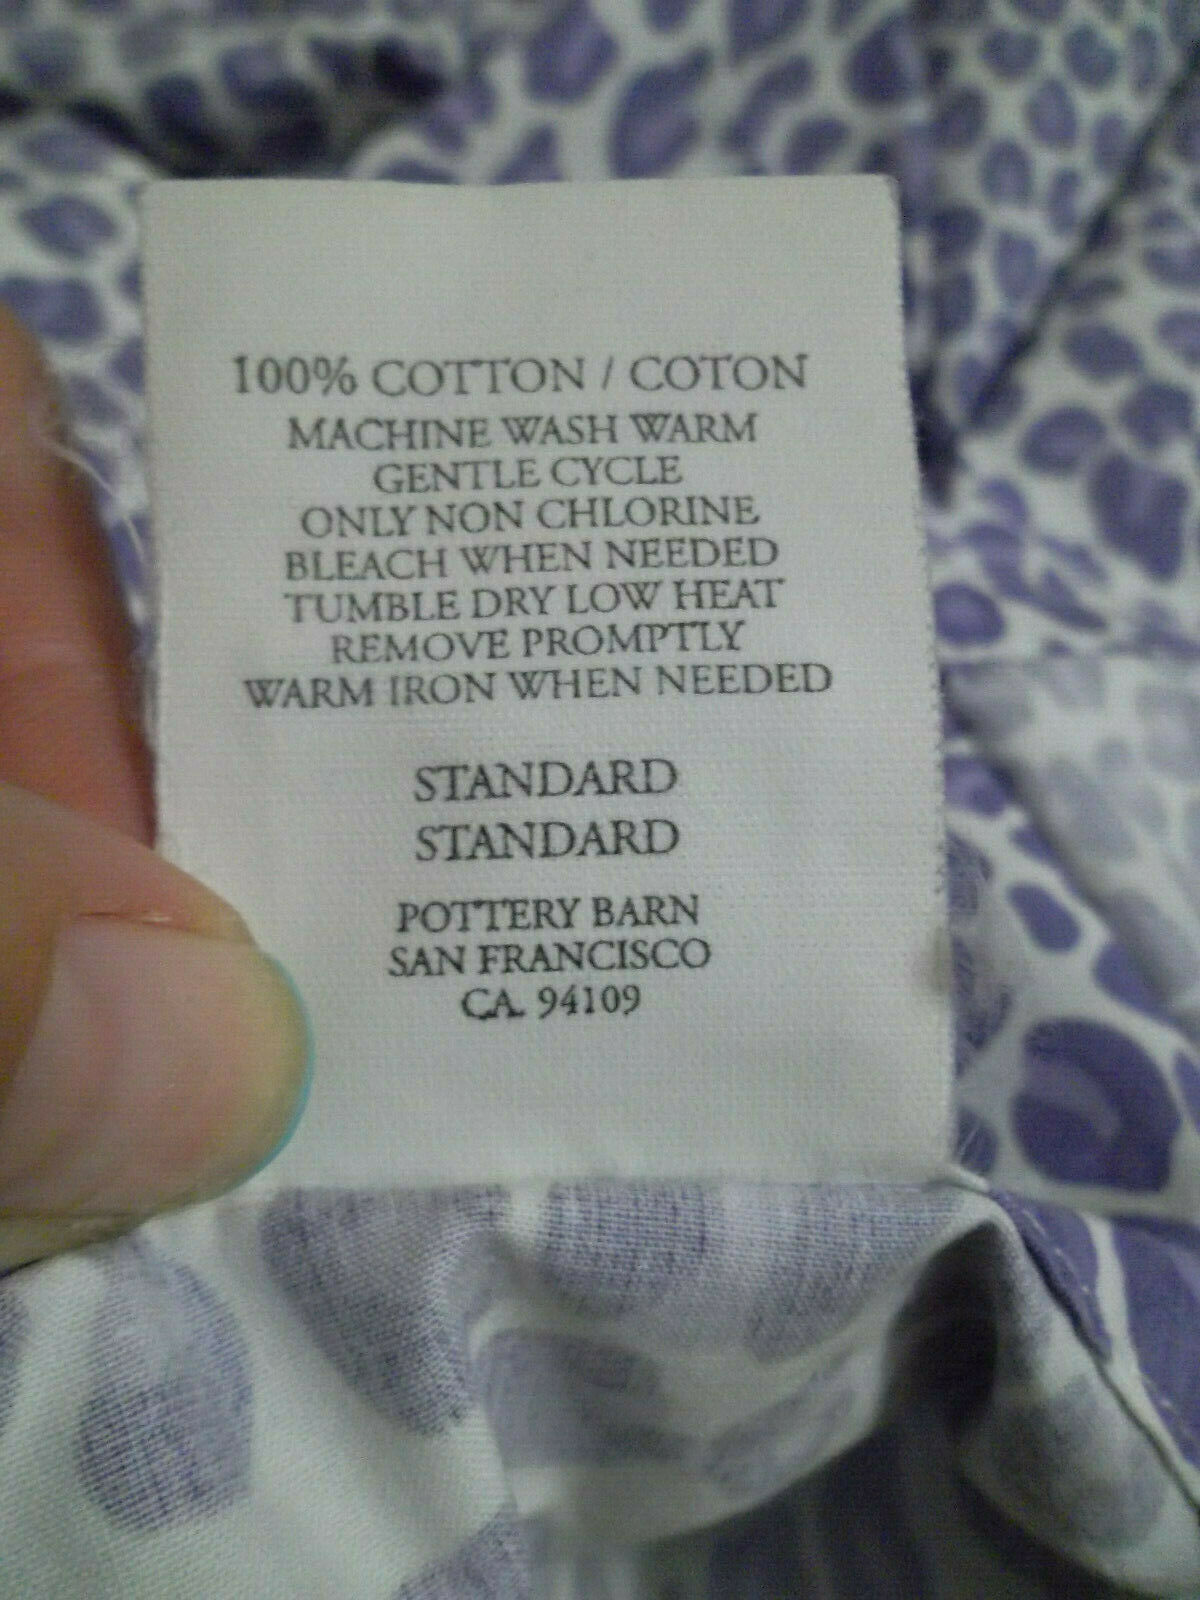 100% COTTON / COTON
MACHINE WASH WARM
GENTLE CYCLE
ONLY NON CHLORINE
BLEACH WHEN NEEDED
TUMBLE DRY LOW HEAT
REMOVE PROMPTLY
WARM IRON WHEN NEEDED
STANDARD
STANDARD
POTTERY BARN
SAN FRANCISCO
CA. 94109